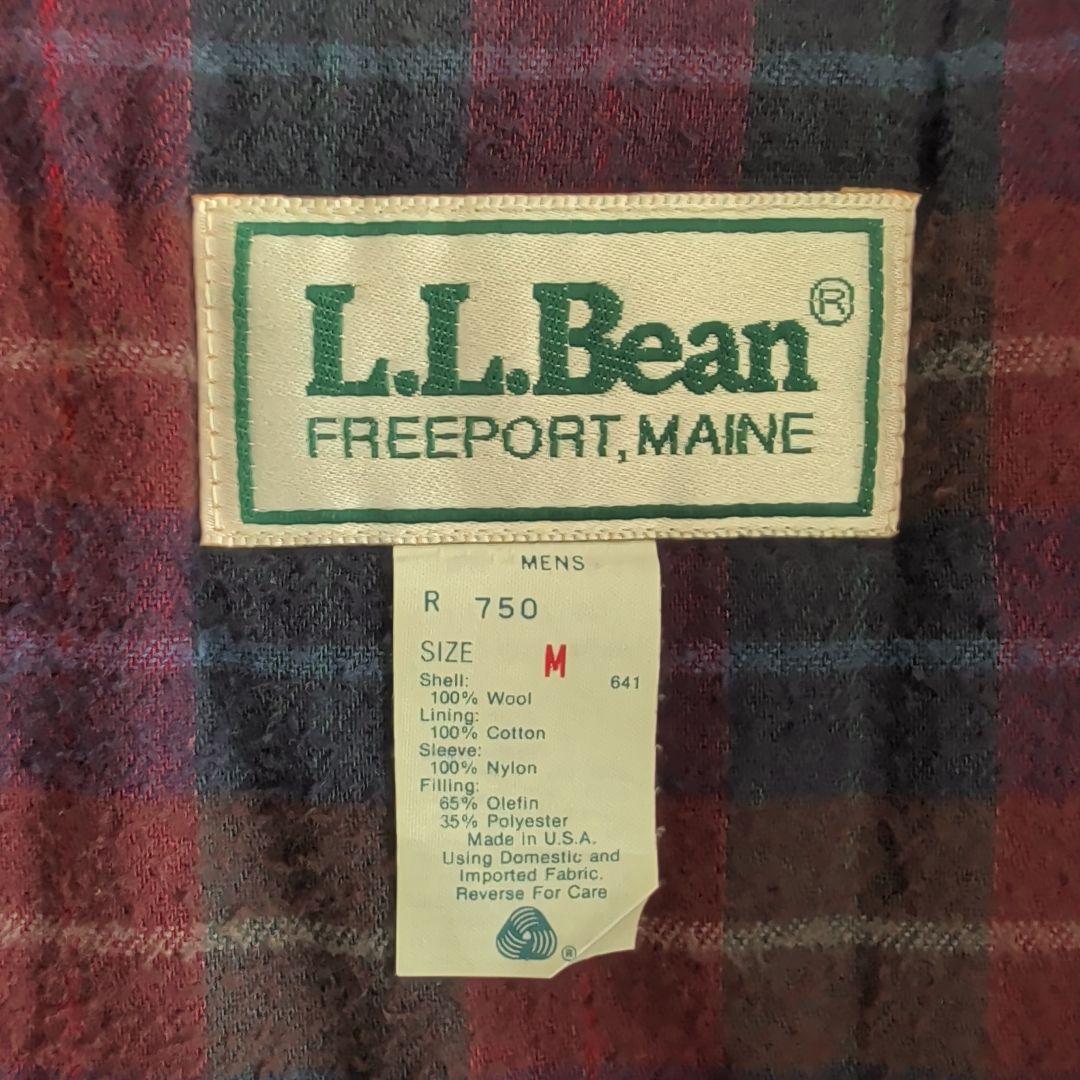 L.L.Bean®
FREEPORT, MAINE
MENS
R 750
SIZE M
Shell: 641
100% Wool
Lining:
100% Cotton
Sleeve:
100% Nylon
Filling:
65% Olefin
35% Polyester
Made in U.S.A.
Using Domestic and
Imported Fabric.
Reverse For Care
®